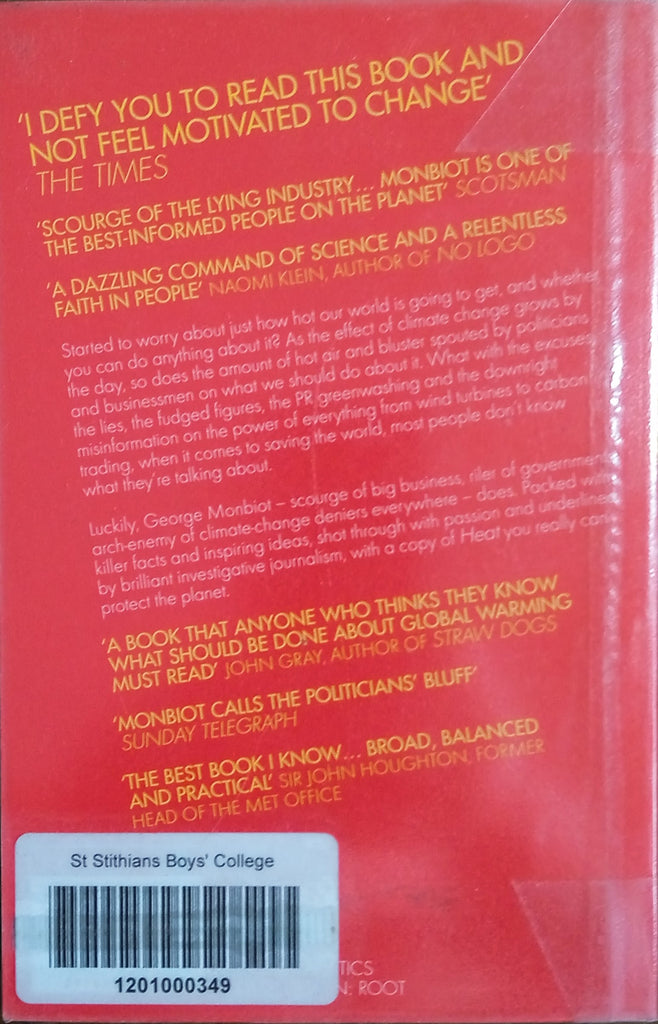 'I DEFY YOU TO READ THIS BOOK AND
NOT FEEL MOTIVATED TO CHANGE'
THE TIMES
'SCOURGE OF THE LYING INDUSTRY... MONBIOT IS ONE OF
THE BEST-INFORMED PEOPLE ON THE PLANET' SCOTSMAN
'A DAZZLING COMMAND OF SCIENCE AND A RELENTLESS
FAITH IN PEOPLE' NAOMI KLEIN, AUTHOR OF NO LOGO
Started to worry about just how hot our world is going to get, and whether
you can do anything about it? As the effect of climate change grows by
the day, so does the amount of hot air and bluster spouted by politicians
and businessmen on what we should do about it. What with the excuses,
the lies, the fudged figures, the PR greenwashing and the downright
misinformation on the power of everything from wind turbines to carbon
trading, when it comes to saving the world, most people don't know
what they're talking about.
Luckily, George Monbiot – scourge of big business, riler of governments,
arch-enemy of climate-change deniers everywhere – does. Packed with
killer facts and inspiring ideas, shot through with passion and underlined
by brilliant investigative journalism, with a copy of Heat you really can
protect the planet.
'A BOOK THAT ANYONE WHO THINKS THEY KNOW
WHAT SHOULD BE DONE ABOUT GLOBAL WARMING
MUST READ' JOHN GRAY, AUTHOR OF STRAW DOGS
'MONBIOT CALLS THE POLITICIANS' BLUFF'
SUNDAY TELEGRAPH
'THE BEST BOOK I KNOW... BROAD, BALANCED
AND PRACTICAL' SIR JOHN HOUGHTON, FORMER
HEAD OF THE MET OFFICE
St Stithians Boys' College
1201000349
TICS
N: ROOT